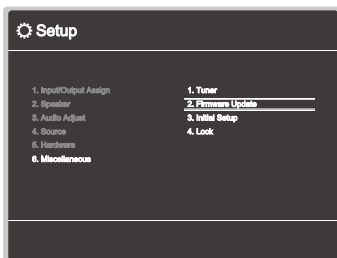 Setup
1. Input/Output Assign
2. Speaker
3. Audio Adjust
4. Source
5. Hardware
6. Miscellaneous
1. Tuner
2. Firmware Update
3. Initial Setup
4. Lock